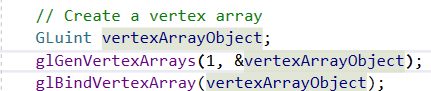 // Create a vertex array
GLuint vertexArrayObject;
glGenVertexArrays(1, &vertexArrayObject);
glBindVertexArray(vertexArrayObject);